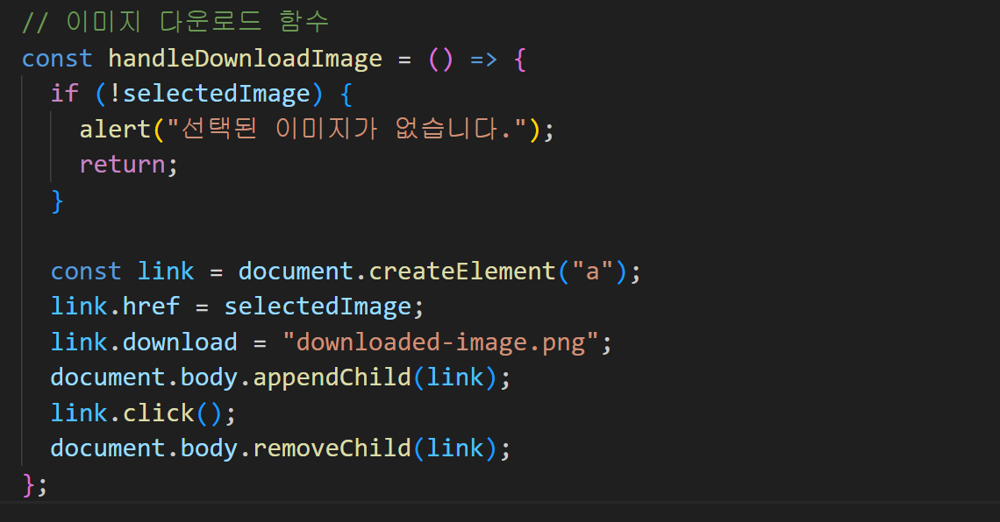 // 이미지 다운로드 함수
const handleDownloadImage = () => {
  if (!selectedImage) {
    alert("선택된 이미지가 없습니다.");
    return;
  }

  const link = document.createElement("a");
  link.href = selectedImage;
  link.download = "downloaded-image.png";
  document.body.appendChild(link);
  link.click();
  document.body.removeChild(link);
};